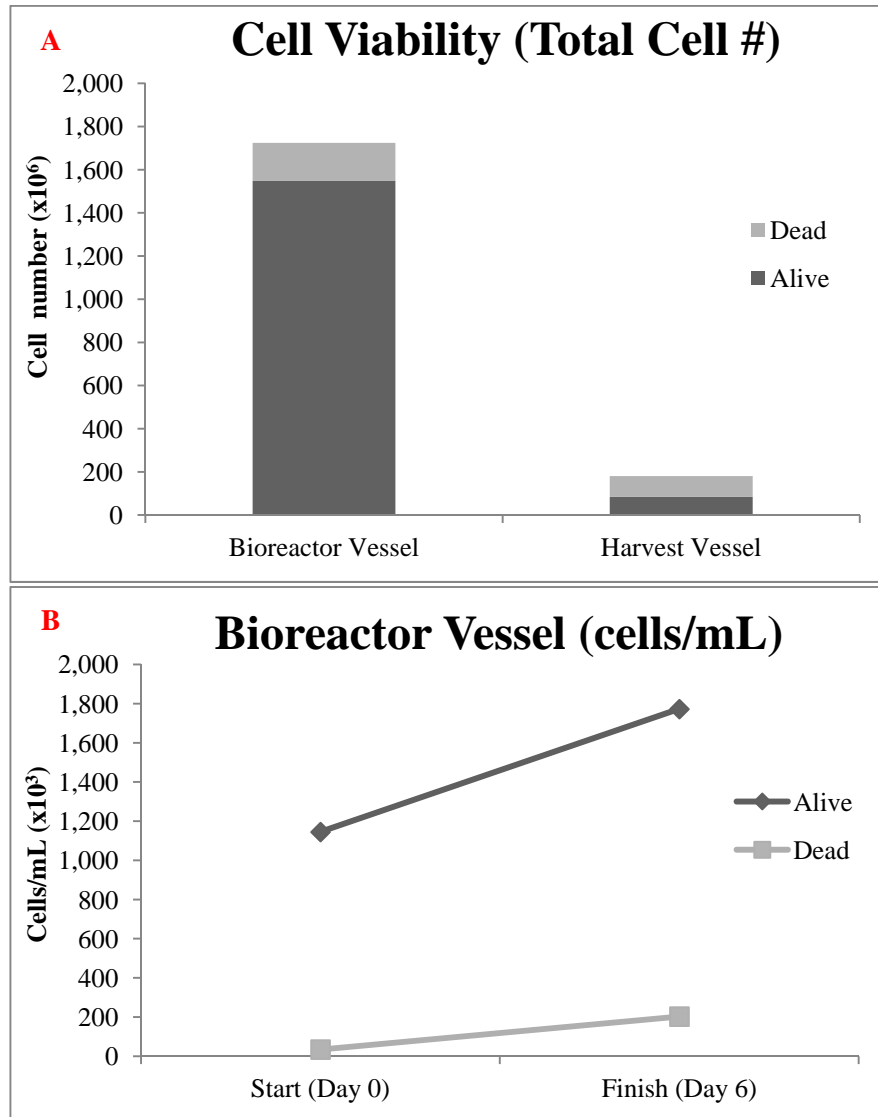 A
Cell Viability (Total Cell #)
2,000
1,800
1,600
1,400
1,200
1,000
800
600
400
200
0
Cell number (x10⁶)
Dead
Alive
Bioreactor Vessel
Harvest Vessel
B
Bioreactor Vessel (cells/mL)
2,000
1,800
1,600
1,400
1,200
1,000
800
600
400
200
0
Cells/mL (x10³)
Alive
Dead
Start (Day 0)
Finish (Day 6)